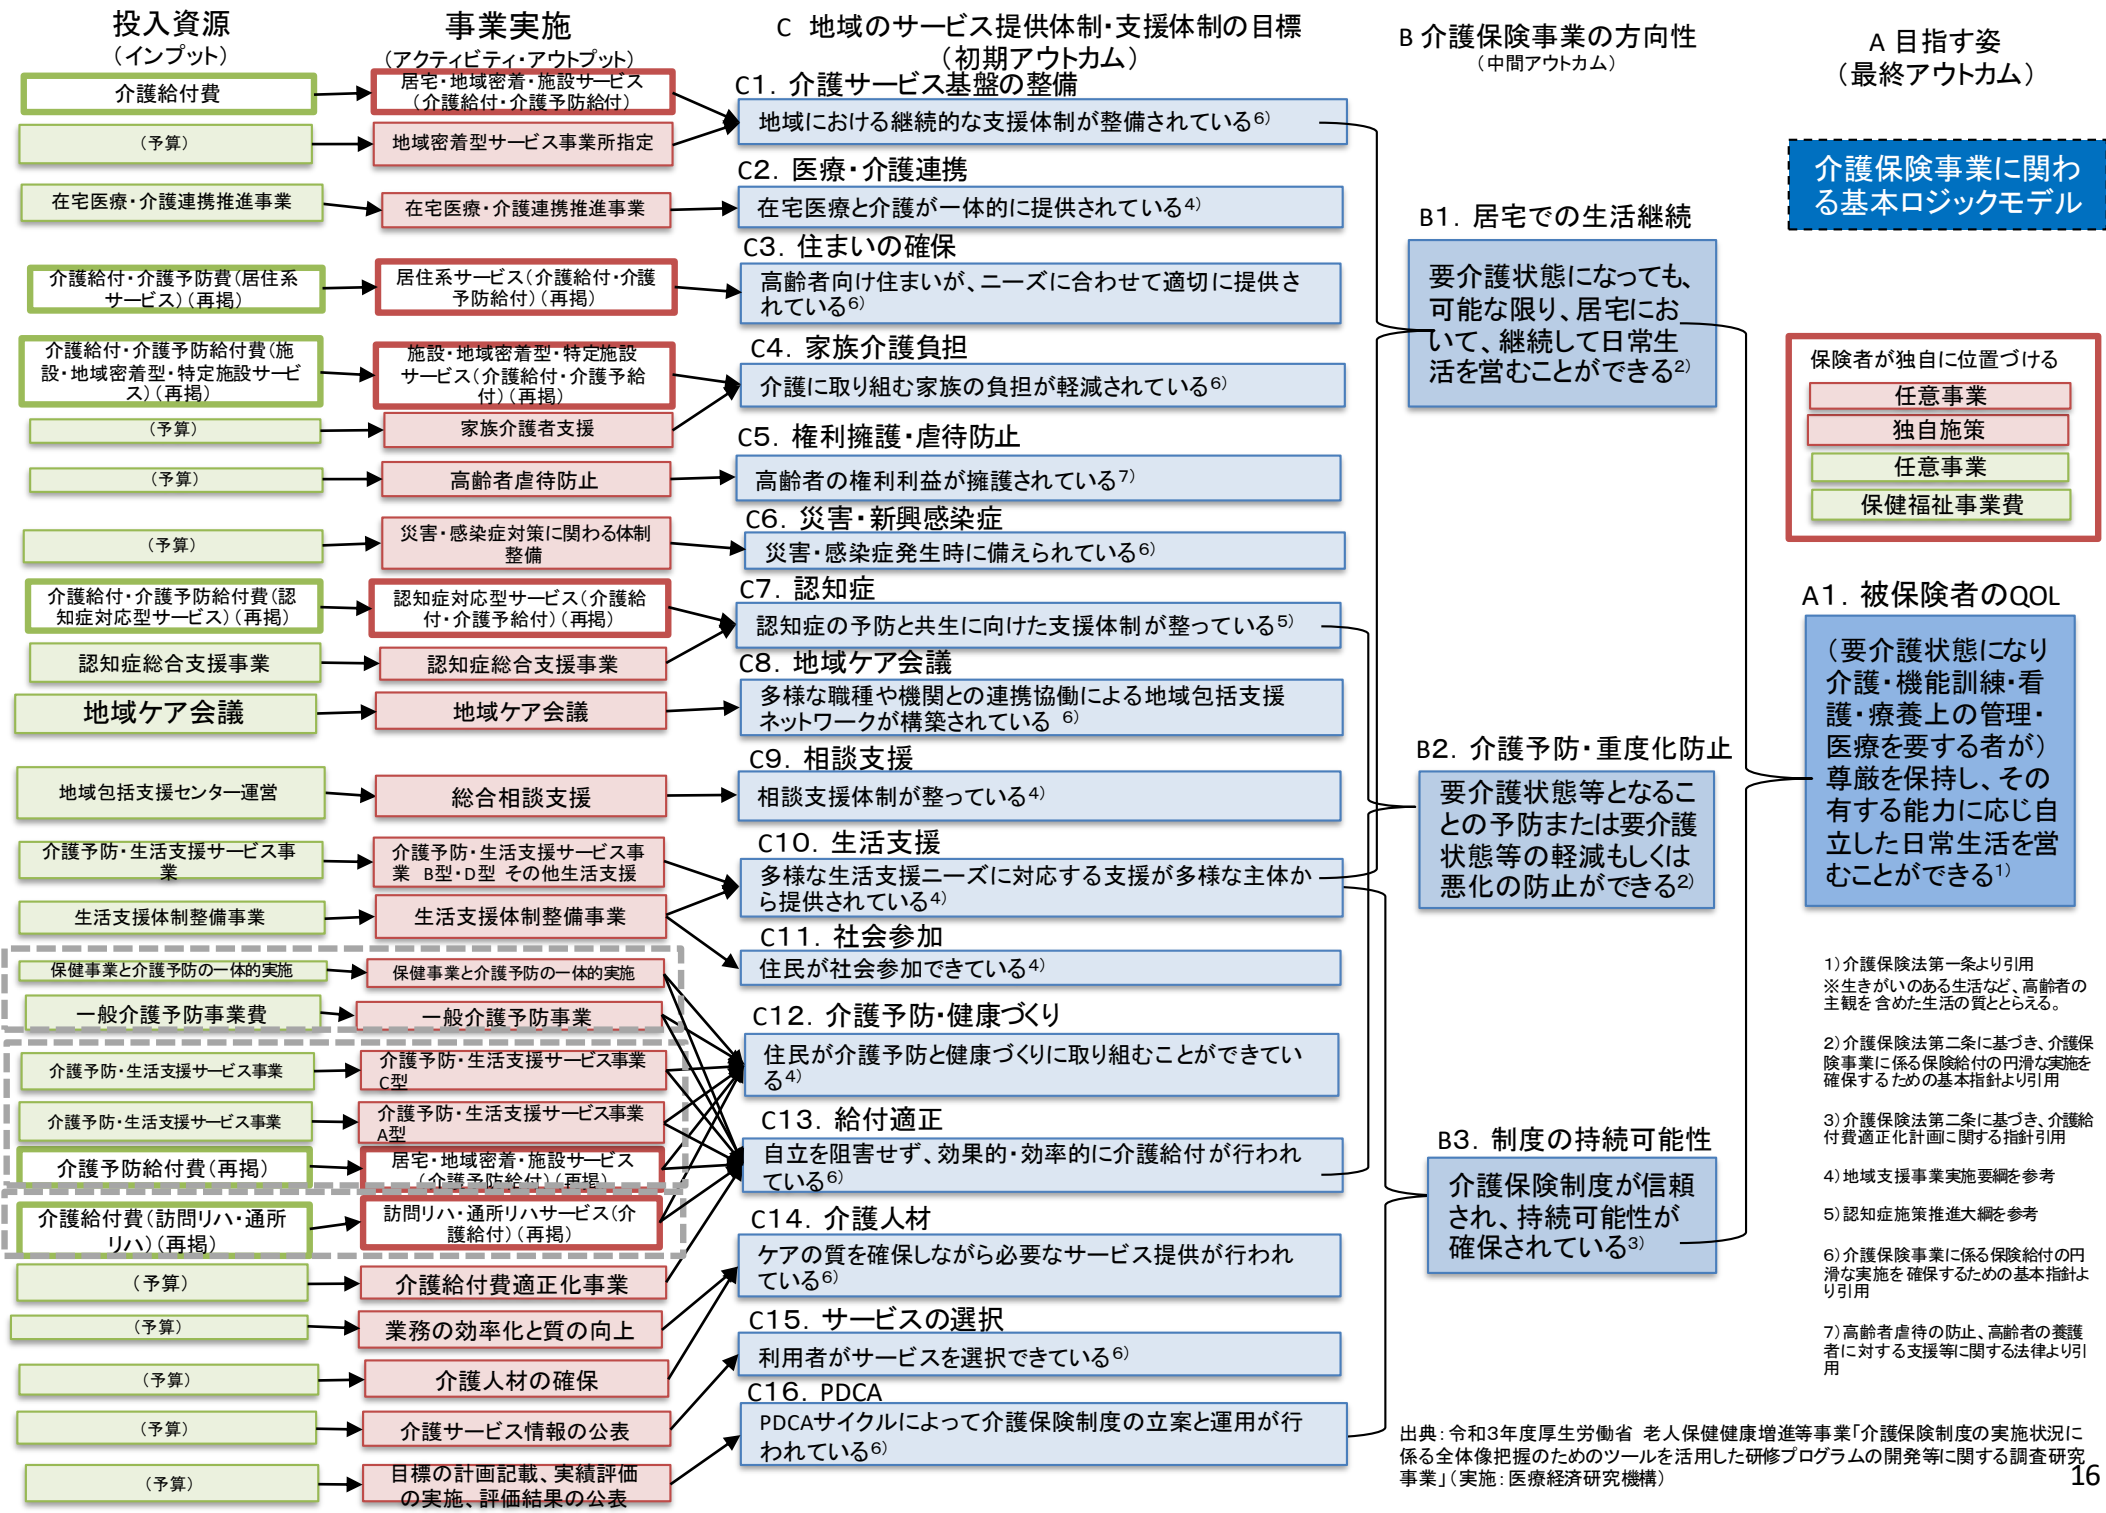 投入資源
（インプット）
介護給付費
（予算）
在宅医療・介護連携推進事業
介護給付・介護予防費（居住系
サービス）（再掲）
介護給付・介護予防給付費（施
設・地域密着型・特定施設サービ
ス）（再掲）
（予算）
（予算）
（予算）
介護給付・介護予防給付費（認
知症対応型サービス）（再掲）
認知症総合支援事業
地域ケア会議
地域包括支援センター運営
介護予防・生活支援サービス事
業
生活支援体制整備事業
保健事業と介護予防の一体的実施
一般介護予防事業費
介護予防・生活支援サービス事業
介護予防・生活支援サービス事業
介護予防給付費（再掲）
介護給付費（訪問リハ・通所
リハ）（再掲）
（予算）
（予算）
（予算）
（予算）
（予算）
事業実施
（アクティビティ・アウトプット）
居宅・地域密着・施設サービス
（介護給付・介護予防給付）
地域密着型サービス事業所指定
在宅医療・介護連携推進事業
居住系サービス（介護給付・介護
予防給付）（再掲）
施設・地域密着型・特定施設
サービス（介護給付・介護予給
付）（再掲）
家族介護者支援
高齢者虐待防止
災害・感染症対策に関わる体制
整備
認知症対応型サービス（介護給
付・介護予給付）（再掲）
認知症総合支援事業
地域ケア会議
総合相談支援
介護予防・生活支援サービス事
業 B型・D型 その他生活支援
生活支援体制整備事業
保健事業と介護予防の一体的実施
一般介護予防事業
介護予防・生活支援サービス事業
C型
介護予防・生活支援サービス事業
A型
居宅・地域密着・施設サービス
（介護予防給付）（再掲）
訪問リハ・通所リハサービス（介
護給付）（再掲）
介護給付費適正化事業
業務の効率化と質の向上
介護人材の確保
介護サービス情報の公表
目標の計画記載、実績評価
の実施、評価結果の公表
C 地域のサービス提供体制・支援体制の目標
（初期アウトカム）
C1．介護サービス基盤の整備
地域における継続的な支援体制が整備されている6)
C2．医療・介護連携
在宅医療と介護が一体的に提供されている4)
C3．住まいの確保
高齢者向け住まいが、ニーズに合わせて適切に提供さ
れている6)
C4．家族介護負担
介護に取り組む家族の負担が軽減されている6)
C5．権利擁護・虐待防止
高齢者の権利利益が擁護されている7)
C6．災害・新興感染症
災害・感染症発生時に備えられている6)
C7．認知症
認知症の予防と共生に向けた支援体制が整っている5)
C8．地域ケア会議
多様な職種や機関との連携協働による地域包括支援
ネットワークが構築されている 6)
C9．相談支援
相談支援体制が整っている4)
C10．生活支援
多様な生活支援ニーズに対応する支援が多様な主体か
ら提供されている4)
C11．社会参加
住民が社会参加できている4)
C12．介護予防・健康づくり
住民が介護予防と健康づくりに取り組むことができてい
る4)
C13．給付適正
自立を阻害せず、効果的・効率的に介護給付が行われ
ている6)
C14．介護人材
ケアの質を確保しながら必要なサービス提供が行われ
ている6)
C15．サービスの選択
利用者がサービスを選択できている6)
C16．PDCA
PDCAサイクルによって介護保険制度の立案と運用が行
われている6)
B 介護保険事業の方向性
（中間アウトカム）
B1．居宅での生活継続
要介護状態になっても、
可能な限り、居宅にお
いて、継続して日常生
活を営むことができる2)
B2．介護予防・重度化防止
要介護状態等となるこ
との予防または要介護
状態等の軽減もしくは
悪化の防止ができる2)
B3．制度の持続可能性
介護保険制度が信頼
され、持続可能性が
確保されている3)
A 目指す姿
（最終アウトカム）
介護保険事業に関わ
る基本ロジックモデル
保険者が独自に位置づける
任意事業
独自施策
任意事業
保健福祉事業費
A1．被保険者のQOL
（要介護状態になり
介護・機能訓練・看
護・療養上の管理・
医療を要する者が）
尊厳を保持し、その
有する能力に応じ自
立した日常生活を営
むことができる1)
1)介護保険法第一条より引用
※生きがいのある生活など、高齢者の
主観を含めた生活の質ととらえる。
2)介護保険法第二条に基づき、介護保
険事業に係る保険給付の円滑な実施を
確保するための基本指針より引用
3)介護保険法第二条に基づき、介護給
付費適正化計画に関する指針引用
4)地域支援事業実施要綱を参考
5)認知症施策推進大綱を参考
6)介護保険事業に係る保険給付の円
滑な実施を確保するための基本指針よ
り引用
7)高齢者虐待の防止、高齢者の養護
者に対する支援等に関する法律より引
用
出典：令和3年度厚生労働省 老人保健健康増進等事業「介護保険制度の実施状況に
係る全体像把握のためのツールを活用した研修プログラムの開発等に関する調査研究
事業」（実施：医療経済研究機構）
16